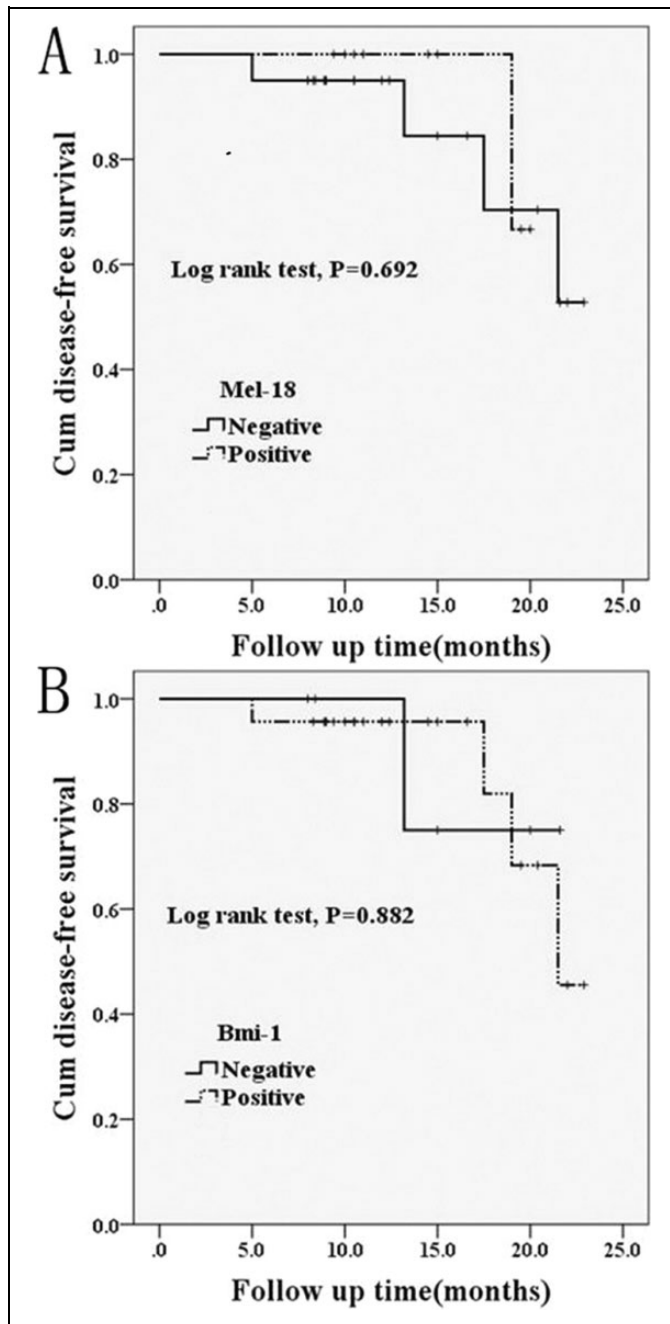 A
Cum disease-free survival
1.0
0.8
0.6
0.4
0.2
0.0
Log rank test, P=0.692
Mel-18
Negative
Positive
.0 5.0 10.0 15.0 20.0 25.0
Follow up time(months)
B
Cum disease-free survival
1.0
0.8
0.6
0.4
0.2
0.0
Log rank test, P=0.882
Bmi-1
Negative
Positive
.0 5.0 10.0 15.0 20.0 25.0
Follow up time(months)